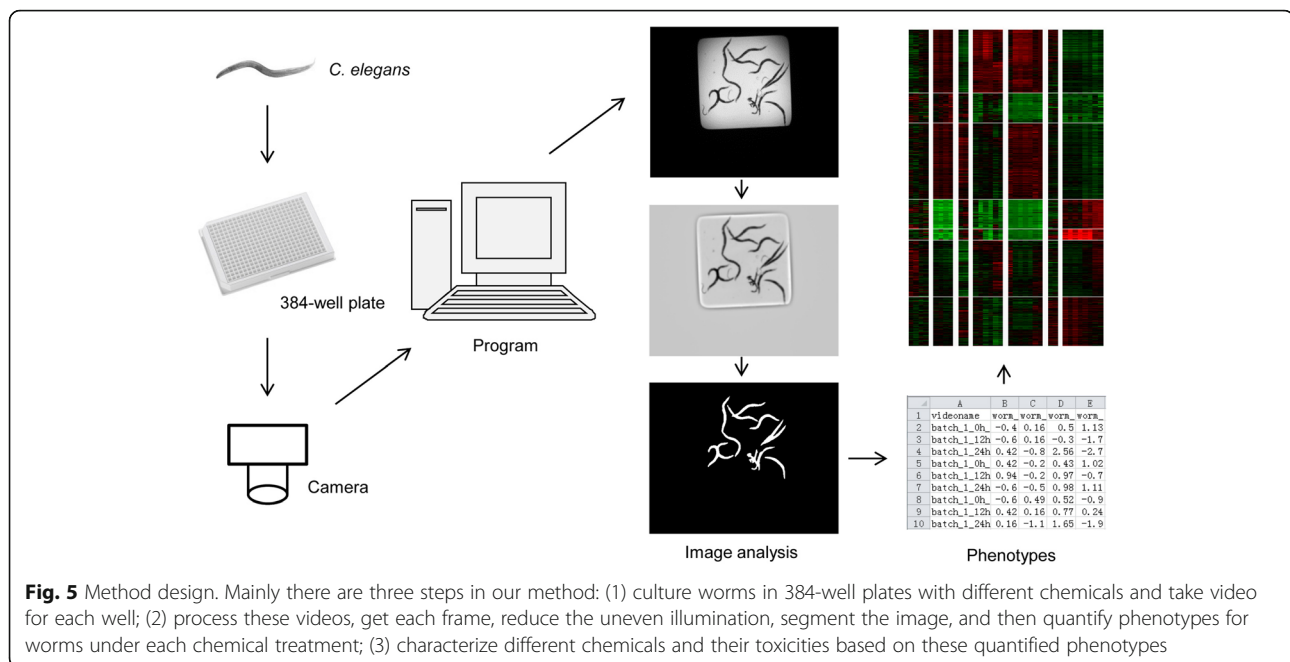 C. elegans
384-well plate
Camera
Program
Image analysis
A B C D E
1 videoname worm_ worm_ worm_ worm_
2 batch_1_0h_ -0.4 0.16 0.5 1.13
3 batch_1_12h -0.6 0.16 -0.3 -1.7
4 batch_1_24h 0.42 -0.8 2.56 -2.7
5 batch_1_0h_ 0.42 -0.2 0.43 1.02
6 batch_1_12h 0.94 -0.2 0.97 -0.7
7 batch_1_24h -0.6 -0.5 0.98 1.11
8 batch_1_0h_ -0.6 0.49 0.52 -0.9
9 batch_1_12h 0.42 0.16 0.77 0.24
10 batch_1_24h 0.16 -1.1 1.65 -1.9
Phenotypes
Fig. 5 Method design. Mainly there are three steps in our method: (1) culture worms in 384-well plates with different chemicals and take video
for each well; (2) process these videos, get each frame, reduce the uneven illumination, segment the image, and then quantify phenotypes for
worms under each chemical treatment; (3) characterize different chemicals and their toxicities based on these quantified phenotypes